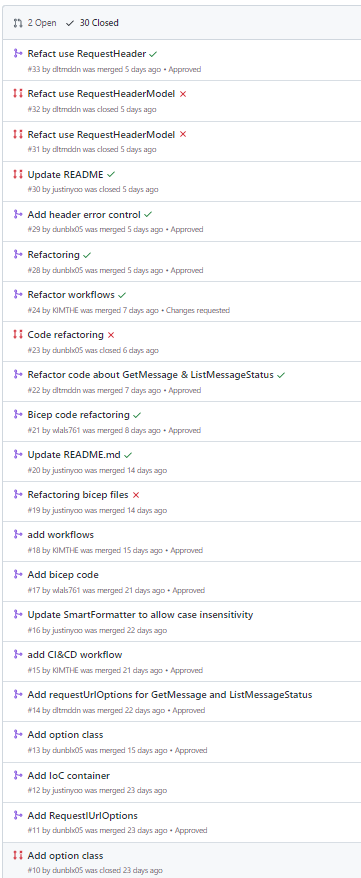 2 Open 30 Closed
Refact use RequestHeader
#33 by dltmddn was merged 5 days ago • Approved
Refact use RequestHeaderModel
#32 by dltmddn was closed 5 days ago
Refact use RequestHeaderModel
#31 by dltmddn was closed 5 days ago
Update README
#30 by justinyoo was closed 5 days ago
Add header error control
#29 by dunblx05 was merged 5 days ago • Approved
Refactoring
#28 by dunblx05 was merged 5 days ago • Approved
Refactor workflows
#24 by KIMTHE was merged 7 days ago • Changes requested
Code refactoring
#23 by dunblx05 was closed 6 days ago
Refactor code about GetMessage & ListMessageStatus
#22 by dltmddn was merged 7 days ago • Approved
Bicep code refactoring
#21 by wlals761 was merged 8 days ago • Approved
Update README.md
#20 by justinyoo was merged 14 days ago
Refactoring bicep files
#19 by justinyoo was merged 14 days ago
add workflows
#18 by KIMTHE was merged 15 days ago • Approved
Add bicep code
#17 by wlals761 was merged 21 days ago • Approved
Update SmartFormatter to allow case insensitivity
#16 by justinyoo was merged 22 days ago
add CI&CD workflow
#15 by KIMTHE was merged 21 days ago • Approved
Add requestUrlOptions for GetMessage and ListMessageStatus
#14 by dltmddn was merged 22 days ago • Approved
Add option class
#13 by dunblx05 was merged 15 days ago • Approved
Add IoC container
#12 by justinyoo was merged 23 days ago
Add RequestIUrlOptions
#11 by dunblx05 was merged 23 days ago • Approved
Add option class
#10 by dunblx05 was closed 23 days ago